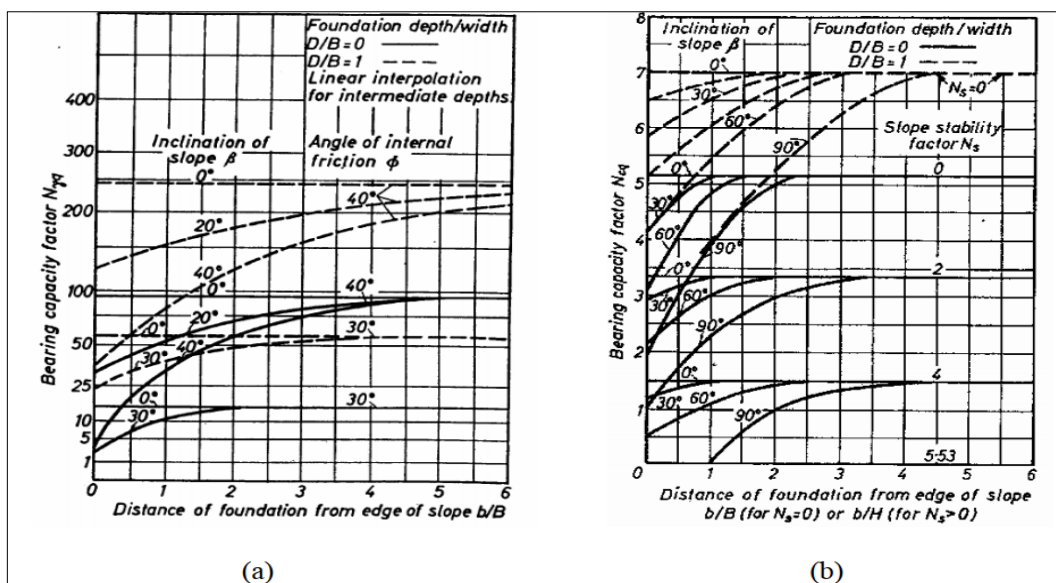 Foundation depth/width
D/B=0
D/B=1
Linear interpolation
for intermediate depths
Inclination of
slope β
Angle of internal
friction ϕ
0°
40°
20°
40°
0°
40°
20°
0°
30°
30°
40°
0°
30°
30°
400
300
200
100
50
25
10
5
1
Bearing capacity factor Nγq
0 1 2 3 4 5 6
Distance of foundation from edge of slope b/B
(a)
Inclination of
slope β
Foundation depth/width
D/B=0
D/B=1
0°
30°
60°
90°
Ns=0
Slope stability
factor Ns
0°
0
30°
60°
90°
0°
2
30°
60°
90°
0°
4
30°
60°
90°
5·53
8
7
6
5
4
3
2
1
0
Bearing capacity factor Ncq
0 1 2 3 4 5 6
Distance of foundation from edge of slope
b/B (for Ns=0) or b/H (for Ns>0)
(b)